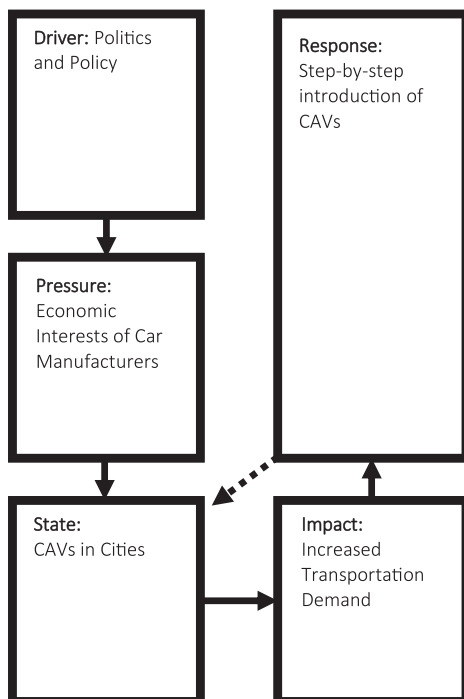 Driver: Politics
and Policy
Pressure:
Economic
Interests of Car
Manufacturers
State:
CAVs in Cities
Response:
Step-by-step
introduction of
CAVs
Impact:
Increased
Transportation
Demand